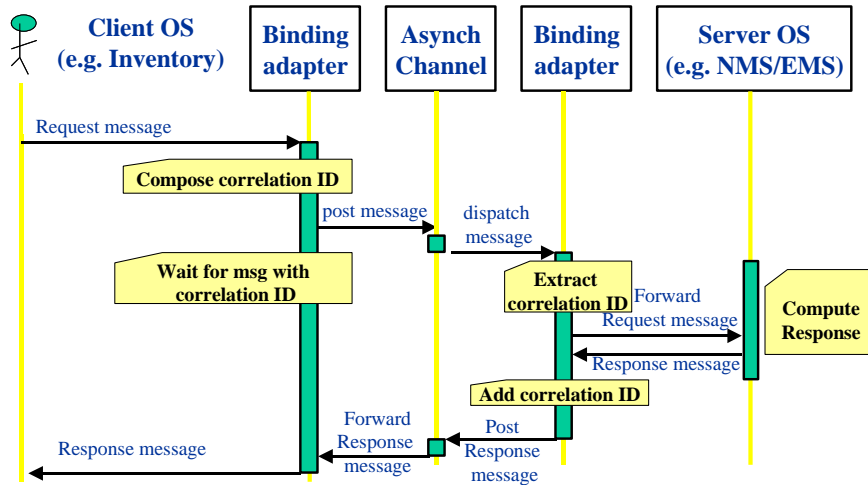 Client OS
(e.g. Inventory)
Binding
adapter
Asynch
Channel
Binding
adapter
Server OS
(e.g. NMS/EMS)
Request message
Compose correlation ID
post message
dispatch
message
Wait for msg with
correlation ID
Extract
correlation ID
Forward
Request message
Compute
Response
Response message
Add correlation ID
Post
Response
message
Forward
Response
message
Response message